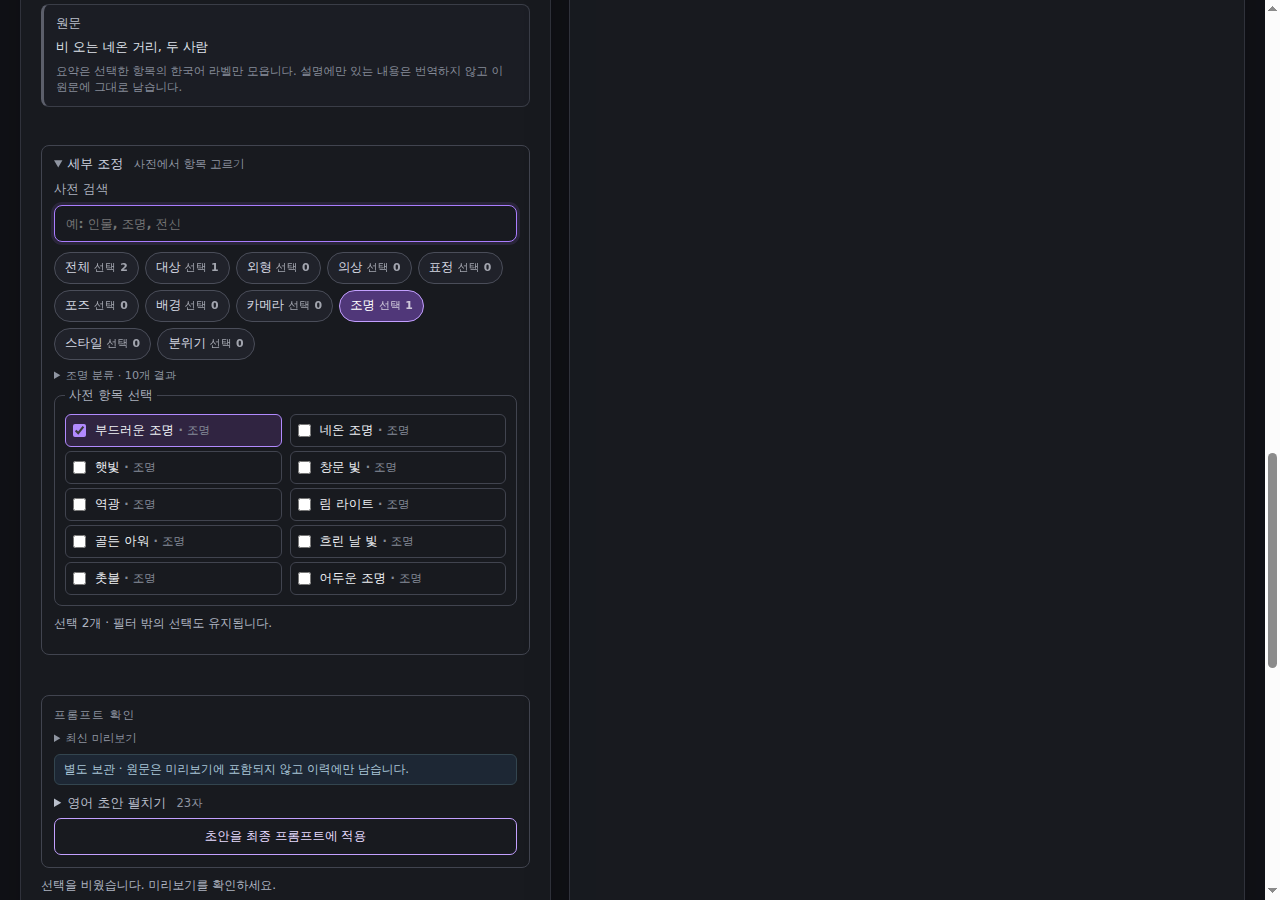 원문
비 오는 네온 거리, 두 사람
요약은 선택한 항목의 한국어 라벨만 모읍니다. 설명에만 있는 내용은 번역하지 않고 이
원문에 그대로 남습니다.
▼ 세부 조정 사전에서 항목 고르기
사전 검색
예: 인물, 조명, 전신
전체 선택 2 대상 선택 1 외형 선택 0 의상 선택 0 표정 선택 0
포즈 선택 0 배경 선택 0 카메라 선택 0 조명 선택 1
스타일 선택 0 분위기 선택 0
▶ 조명 분류 · 10개 결과
사전 항목 선택
부드러운 조명 · 조명 네온 조명 · 조명
햇빛 · 조명 창문 빛 · 조명
역광 · 조명 림 라이트 · 조명
골든 아워 · 조명 흐린 날 빛 · 조명
촛불 · 조명 어두운 조명 · 조명
선택 2개 · 필터 밖의 선택도 유지됩니다.
프롬프트 확인
▶ 최신 미리보기
별도 보관 · 원문은 미리보기에 포함되지 않고 이력에만 남습니다.
▶ 영어 초안 펼치기 23자
초안을 최종 프롬프트에 적용
선택을 비웠습니다. 미리보기를 확인하세요.